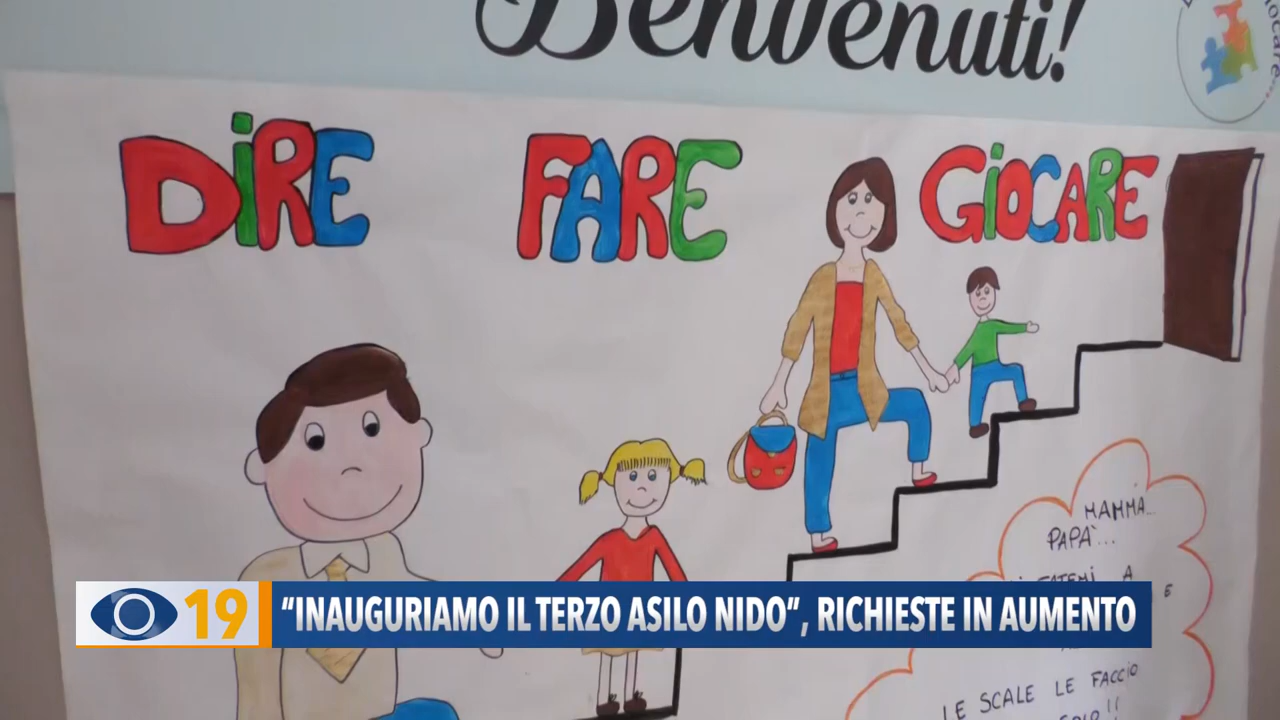 Benvenuti!
DiRE FARE GiOCARE
MAMMA...
PAPÀ...
A
E
19 “INAUGURIAMO IL TERZO ASILO NIDO”, RICHIESTE IN AUMENTO
LE SCALE LE FACCIO